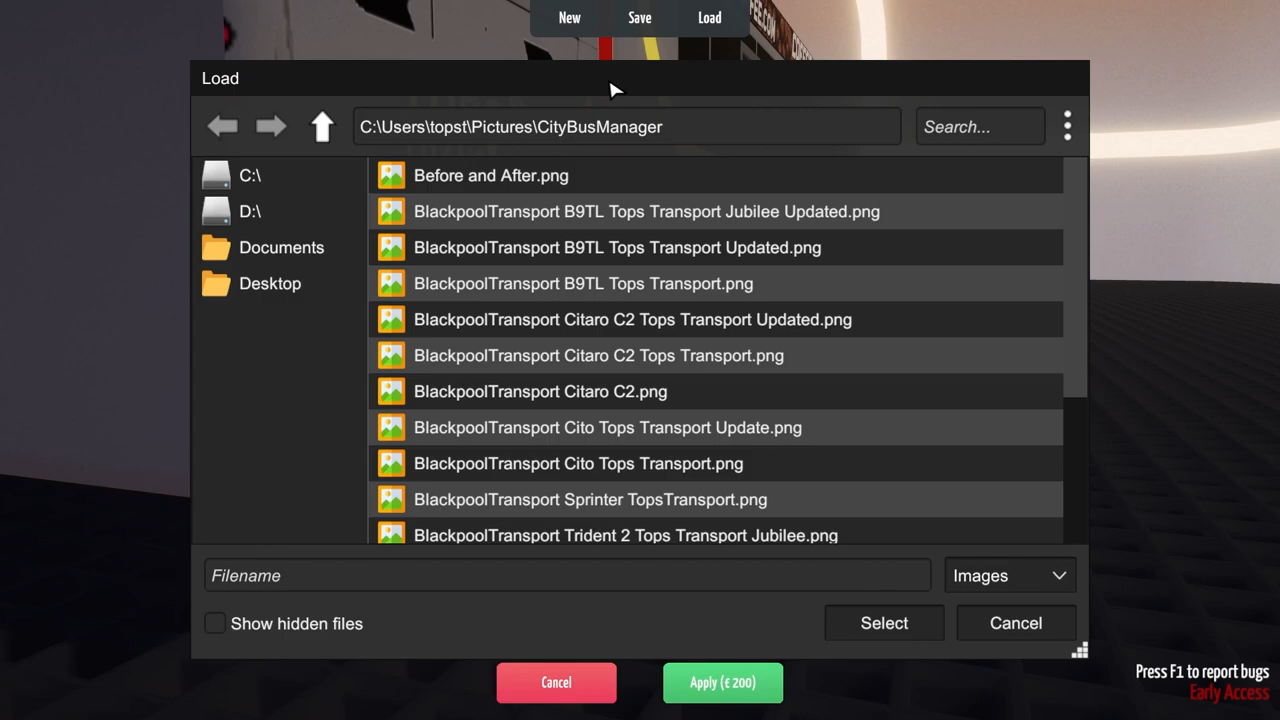 New
Save
Load
FEE.COM
Load
C:\Users\topst\Pictures\CityBusManager
Search...
C:\
D:\
Documents
Desktop
Before and After.png
BlackpoolTransport B9TL Tops Transport Jubilee Updated.png
BlackpoolTransport B9TL Tops Transport Updated.png
BlackpoolTransport B9TL Tops Transport.png
BlackpoolTransport Citaro C2 Tops Transport Updated.png
BlackpoolTransport Citaro C2 Tops Transport.png
BlackpoolTransport Citaro C2.png
BlackpoolTransport Cito Tops Transport Update.png
BlackpoolTransport Cito Tops Transport.png
BlackpoolTransport Sprinter TopsTransport.png
BlackpoolTransport Trident 2 Tops Transport Jubilee.png
Filename
Images
Show hidden files
Select
Cancel
Cancel
Apply (£ 200)
Press F1 to report bugs
Early Access